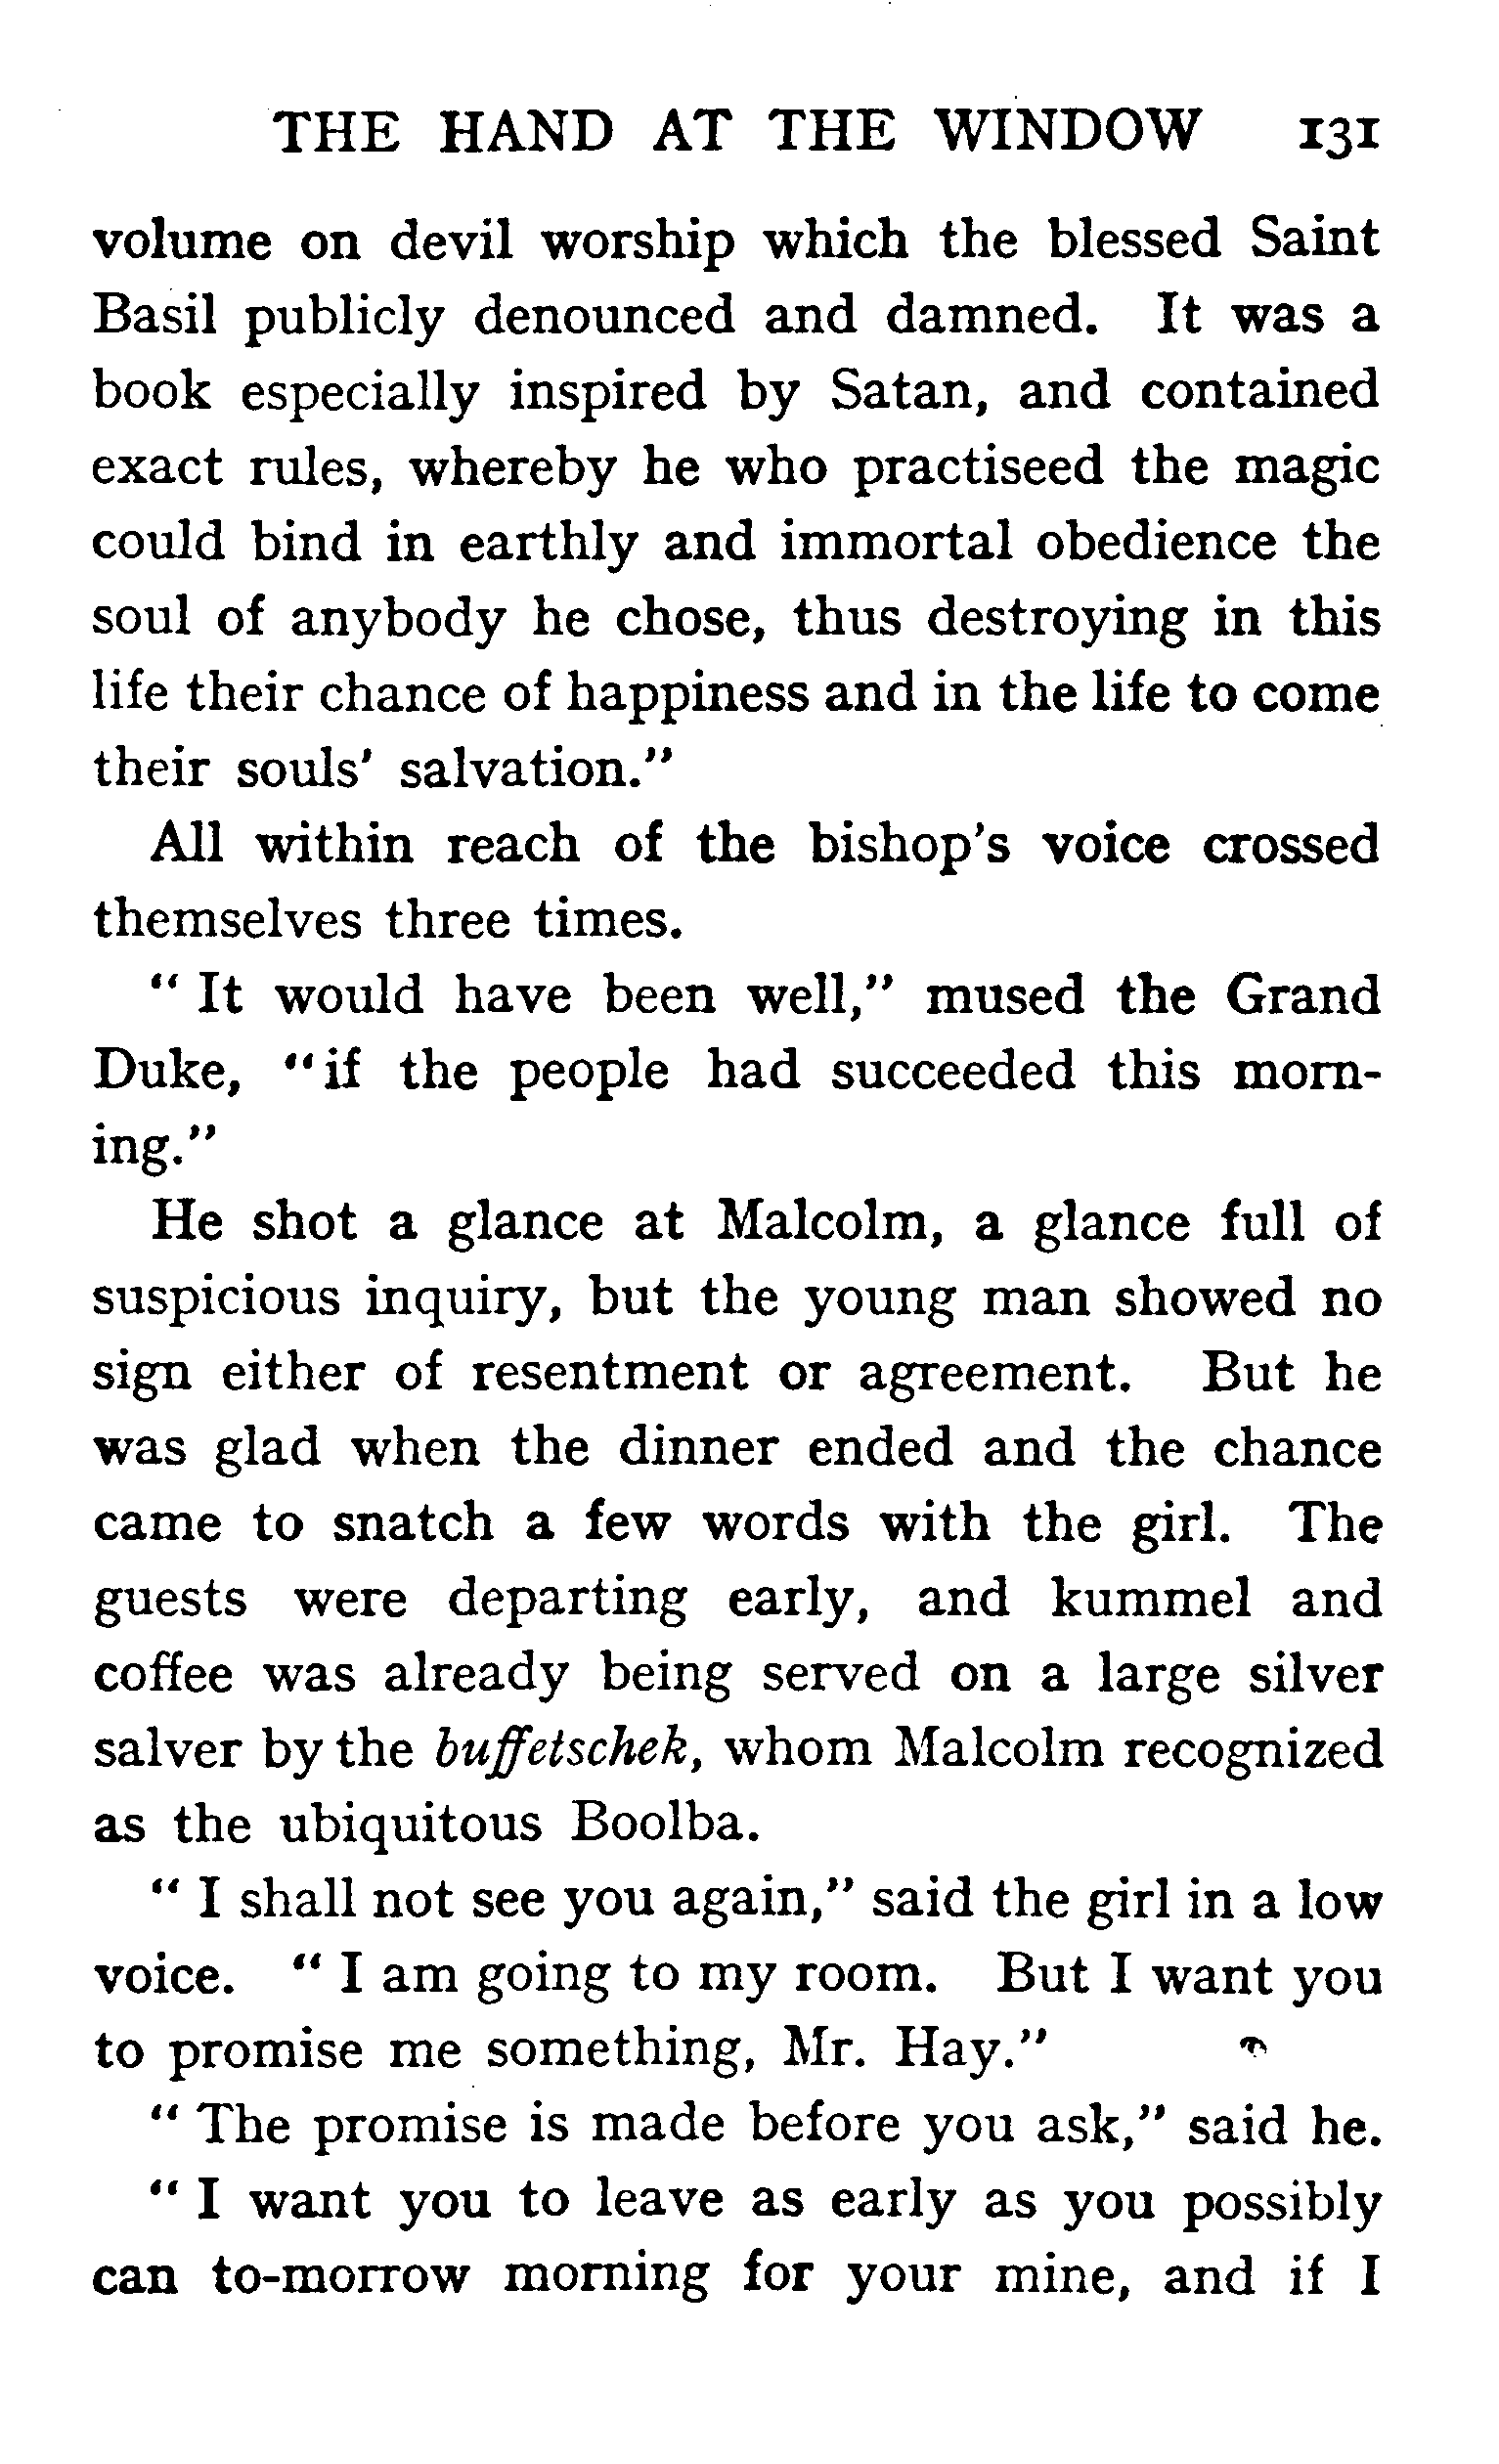 THE HAND AT THE WINDOW 131
volume on devil worship which the blessed Saint
Basil publicly denounced and damned. It was a
book especially inspired by Satan, and contained
exact rules, whereby he who practiseed the magic
could bind in earthly and immortal obedience the
soul of anybody he chose, thus destroying in this
life their chance of happiness and in the life to come
their souls' salvation."
All within reach of the bishop's voice crossed
themselves three times.
" It would have been well," mused the Grand
Duke, "if the people had succeeded this morn-
ing."
He shot a glance at Malcolm, a glance full of
suspicious inquiry, but the young man showed no
sign either of resentment or agreement. But he
was glad when the dinner ended and the chance
came to snatch a few words with the girl. The
guests were departing early, and kummel and
coffee was already being served on a large silver
salver by the buffetschek, whom Malcolm recognized
as the ubiquitous Boolba.
" I shall not see you again," said the girl in a low
voice. " I am going to my room. But I want you
to promise me something, Mr. Hay."
" The promise is made before you ask," said he.
" I want you to leave as early as you possibly
can to-morrow morning for your mine, and if I